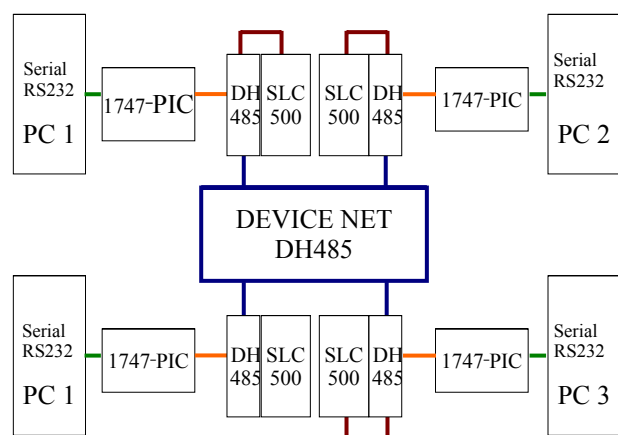 Serial
RS232
PC 1
1747-PIC
DH
485
SLC
500
SLC
500
DH
485
1747-PIC
Serial
RS232
PC 2
DEVICE NET
DH485
Serial
RS232
PC 1
1747-PIC
DH
485
SLC
500
SLC
500
DH
485
1747-PIC
Serial
RS232
PC 3